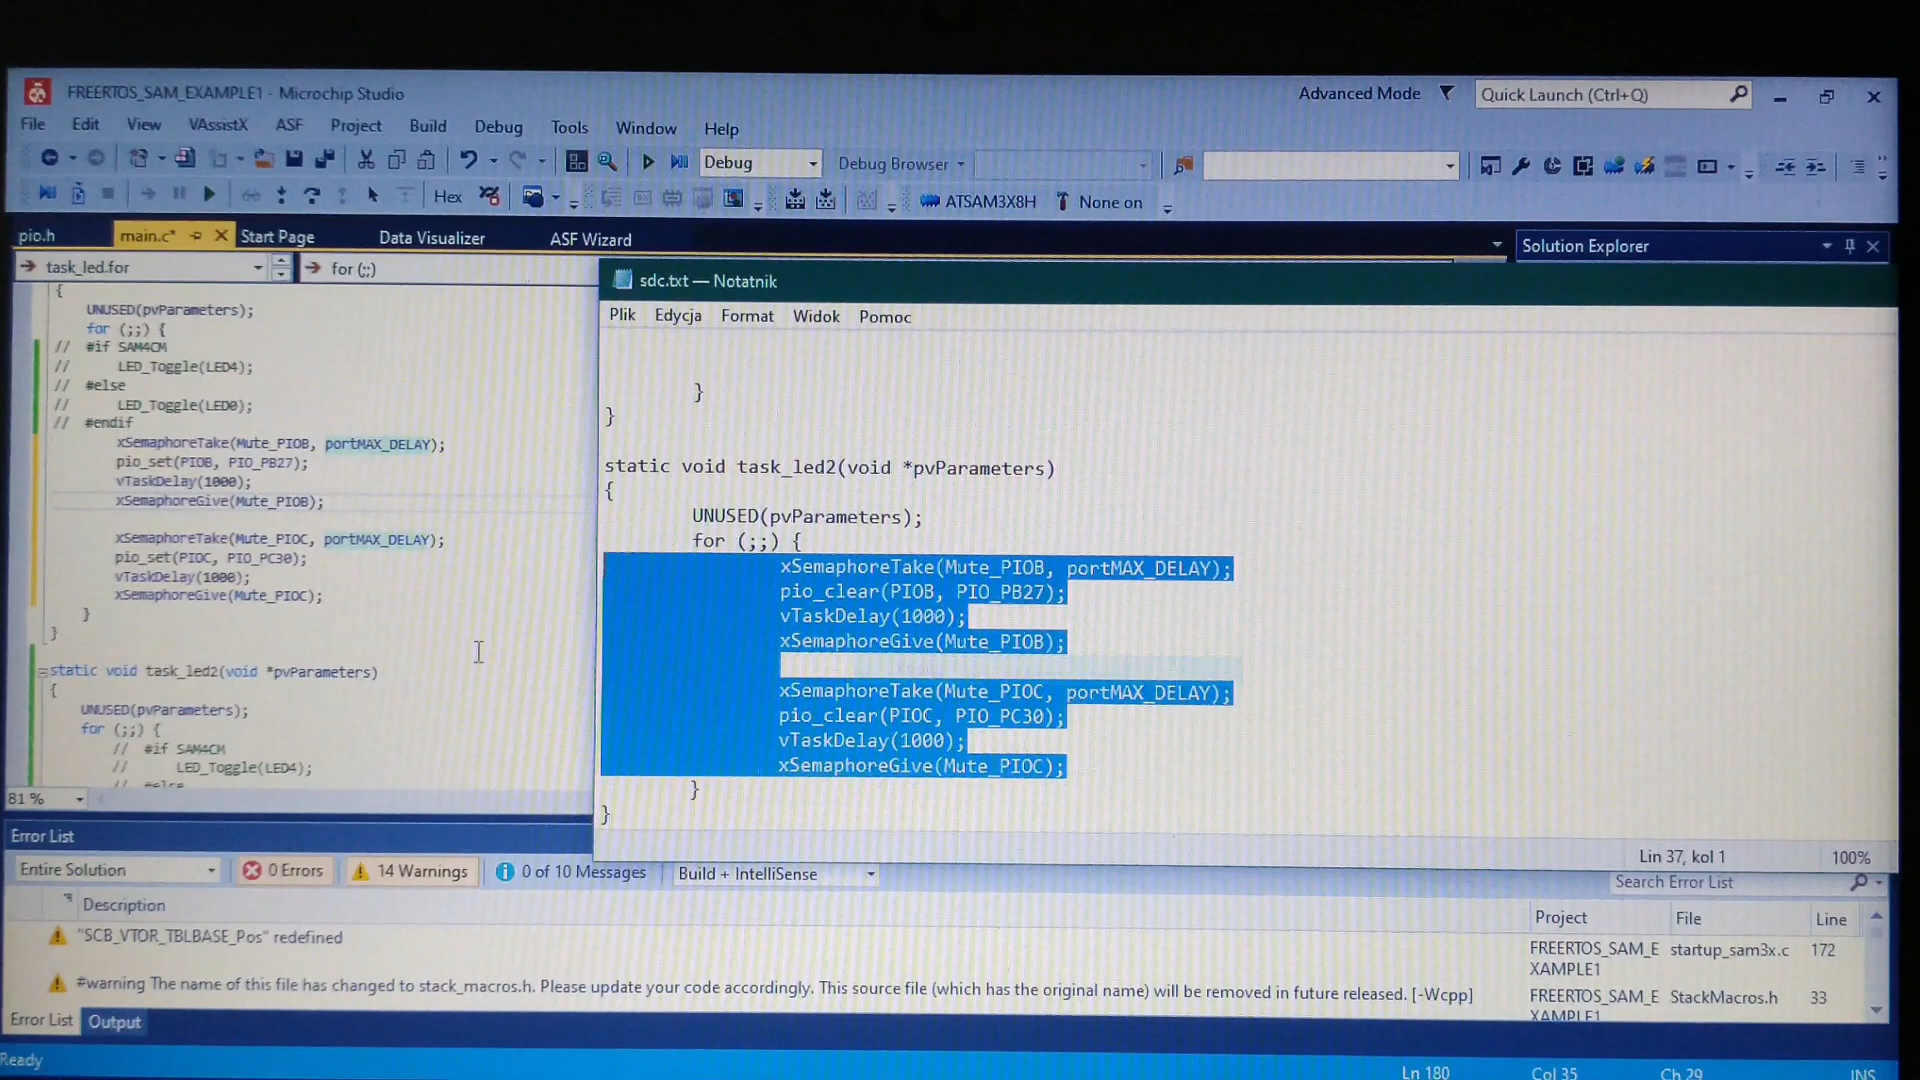 FREERTOS_SAM_EXAMPLE1 - Microchip Studio
Advanced Mode
Quick Launch (Ctrl+Q)
File Edit View VAssistX ASF Project Build Debug Tools Window Help
Debug
Debug Browser
Hex
ATSAM3X8H
None on
pio.h main.c* Start Page Data Visualizer ASF Wizard
Solution Explorer
task_led.for
for (;;)
{
UNUSED(pvParameters);
for (;;) {
// #if SAM4CM
// LED_Toggle(LED4);
// #else
// LED_Toggle(LED0);
// #endif
xSemaphoreTake(Mute_PIOB, portMAX_DELAY);
pio_set(PIOB, PIO_PB27);
vTaskDelay(1000);
xSemaphoreGive(Mute_PIOB);
xSemaphoreTake(Mute_PIOC, portMAX_DELAY);
pio_set(PIOC, PIO_PC30);
vTaskDelay(1000);
xSemaphoreGive(Mute_PIOC);
}
}
static void task_led2(void *pvParameters)
{
UNUSED(pvParameters);
for (;;) {
// #if SAM4CM
// LED_Toggle(LED4);
// #else
81 %
sdc.txt — Notatnik
Plik Edycja Format Widok Pomoc
}
}
static void task_led2(void *pvParameters)
{
UNUSED(pvParameters);
for (;;) {
xSemaphoreTake(Mute_PIOB, portMAX_DELAY);
pio_clear(PIOB, PIO_PB27);
vTaskDelay(1000);
xSemaphoreGive(Mute_PIOB);
xSemaphoreTake(Mute_PIOC, portMAX_DELAY);
pio_clear(PIOC, PIO_PC30);
vTaskDelay(1000);
xSemaphoreGive(Mute_PIOC);
}
}
Lin 37, kol 1
100%
Error List
Entire Solution
0 Errors
14 Warnings
0 of 10 Messages
Build + IntelliSense
Search Error List
Description Project File Line
"SCB_VTOR_TBLBASE_Pos" redefined
FREERTOS_SAM_E startup_sam3x.c 172
XAMPLE1
#warning The name of this file has changed to stack_macros.h. Please update your code accordingly. This source file (which has the original name) will be removed in future released. [-Wcpp]
FREERTOS_SAM_E StackMacros.h 33
XAMPLE1
Error List Output
Ready
Ln 180 Col 35 Ch 29 INS